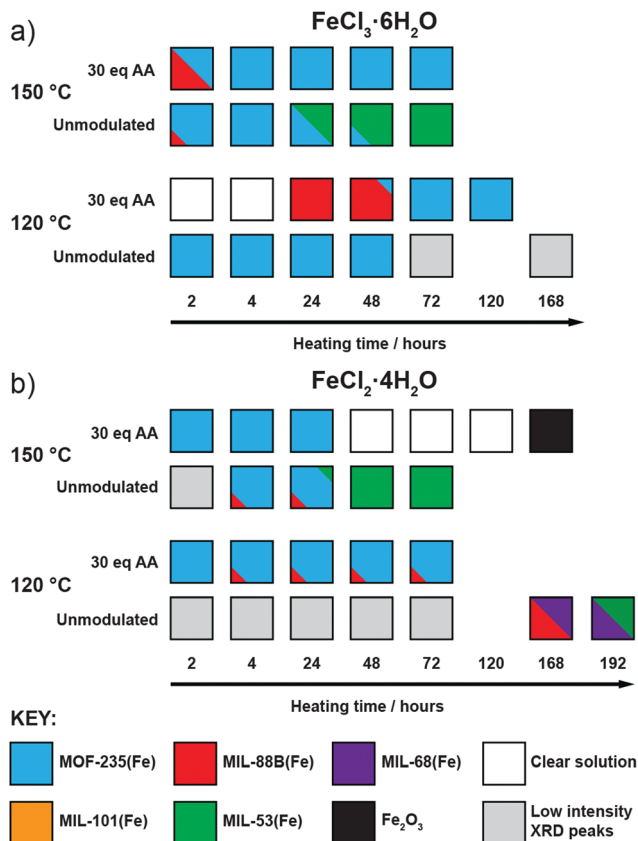 a)
FeCl₃·6H₂O
30 eq AA
150 °C
Unmodulated
30 eq AA
120 °C
Unmodulated
2 4 24 48 72 120 168
Heating time / hours
b)
FeCl₂·4H₂O
30 eq AA
150 °C
Unmodulated
30 eq AA
120 °C
Unmodulated
2 4 24 48 72 120 168 192
Heating time / hours
KEY:
MOF-235(Fe) MIL-88B(Fe) MIL-68(Fe) Clear solution
MIL-101(Fe) MIL-53(Fe) Fe₂O₃ Low intensity
XRD peaks